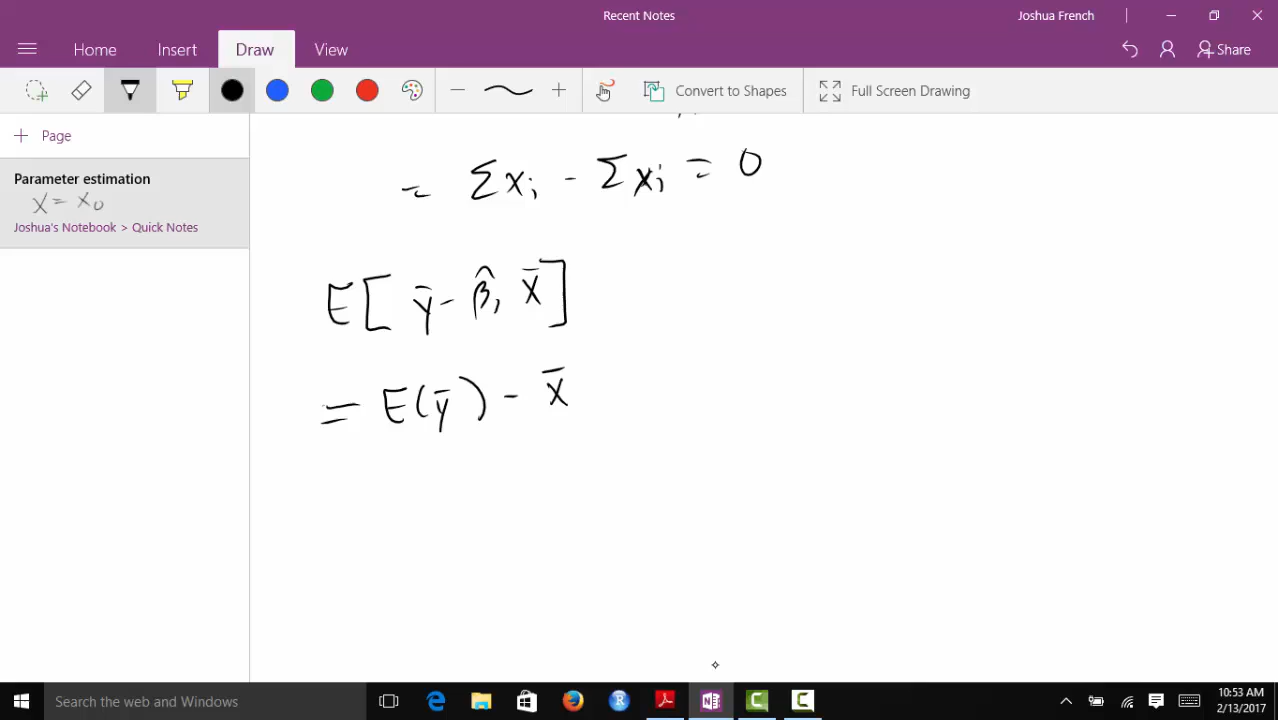 Recent Notes
Joshua French
Home Insert Draw View
Share
Convert to Shapes
Full Screen Drawing
Page
Parameter estimation
x = x₀
Joshua's Notebook > Quick Notes
= Σxᵢ - Σxᵢ = 0
E[ȳ - β̂₁ x̄]
= E(ȳ) - x̄
Search the web and Windows
10:53 AM
2/13/2017